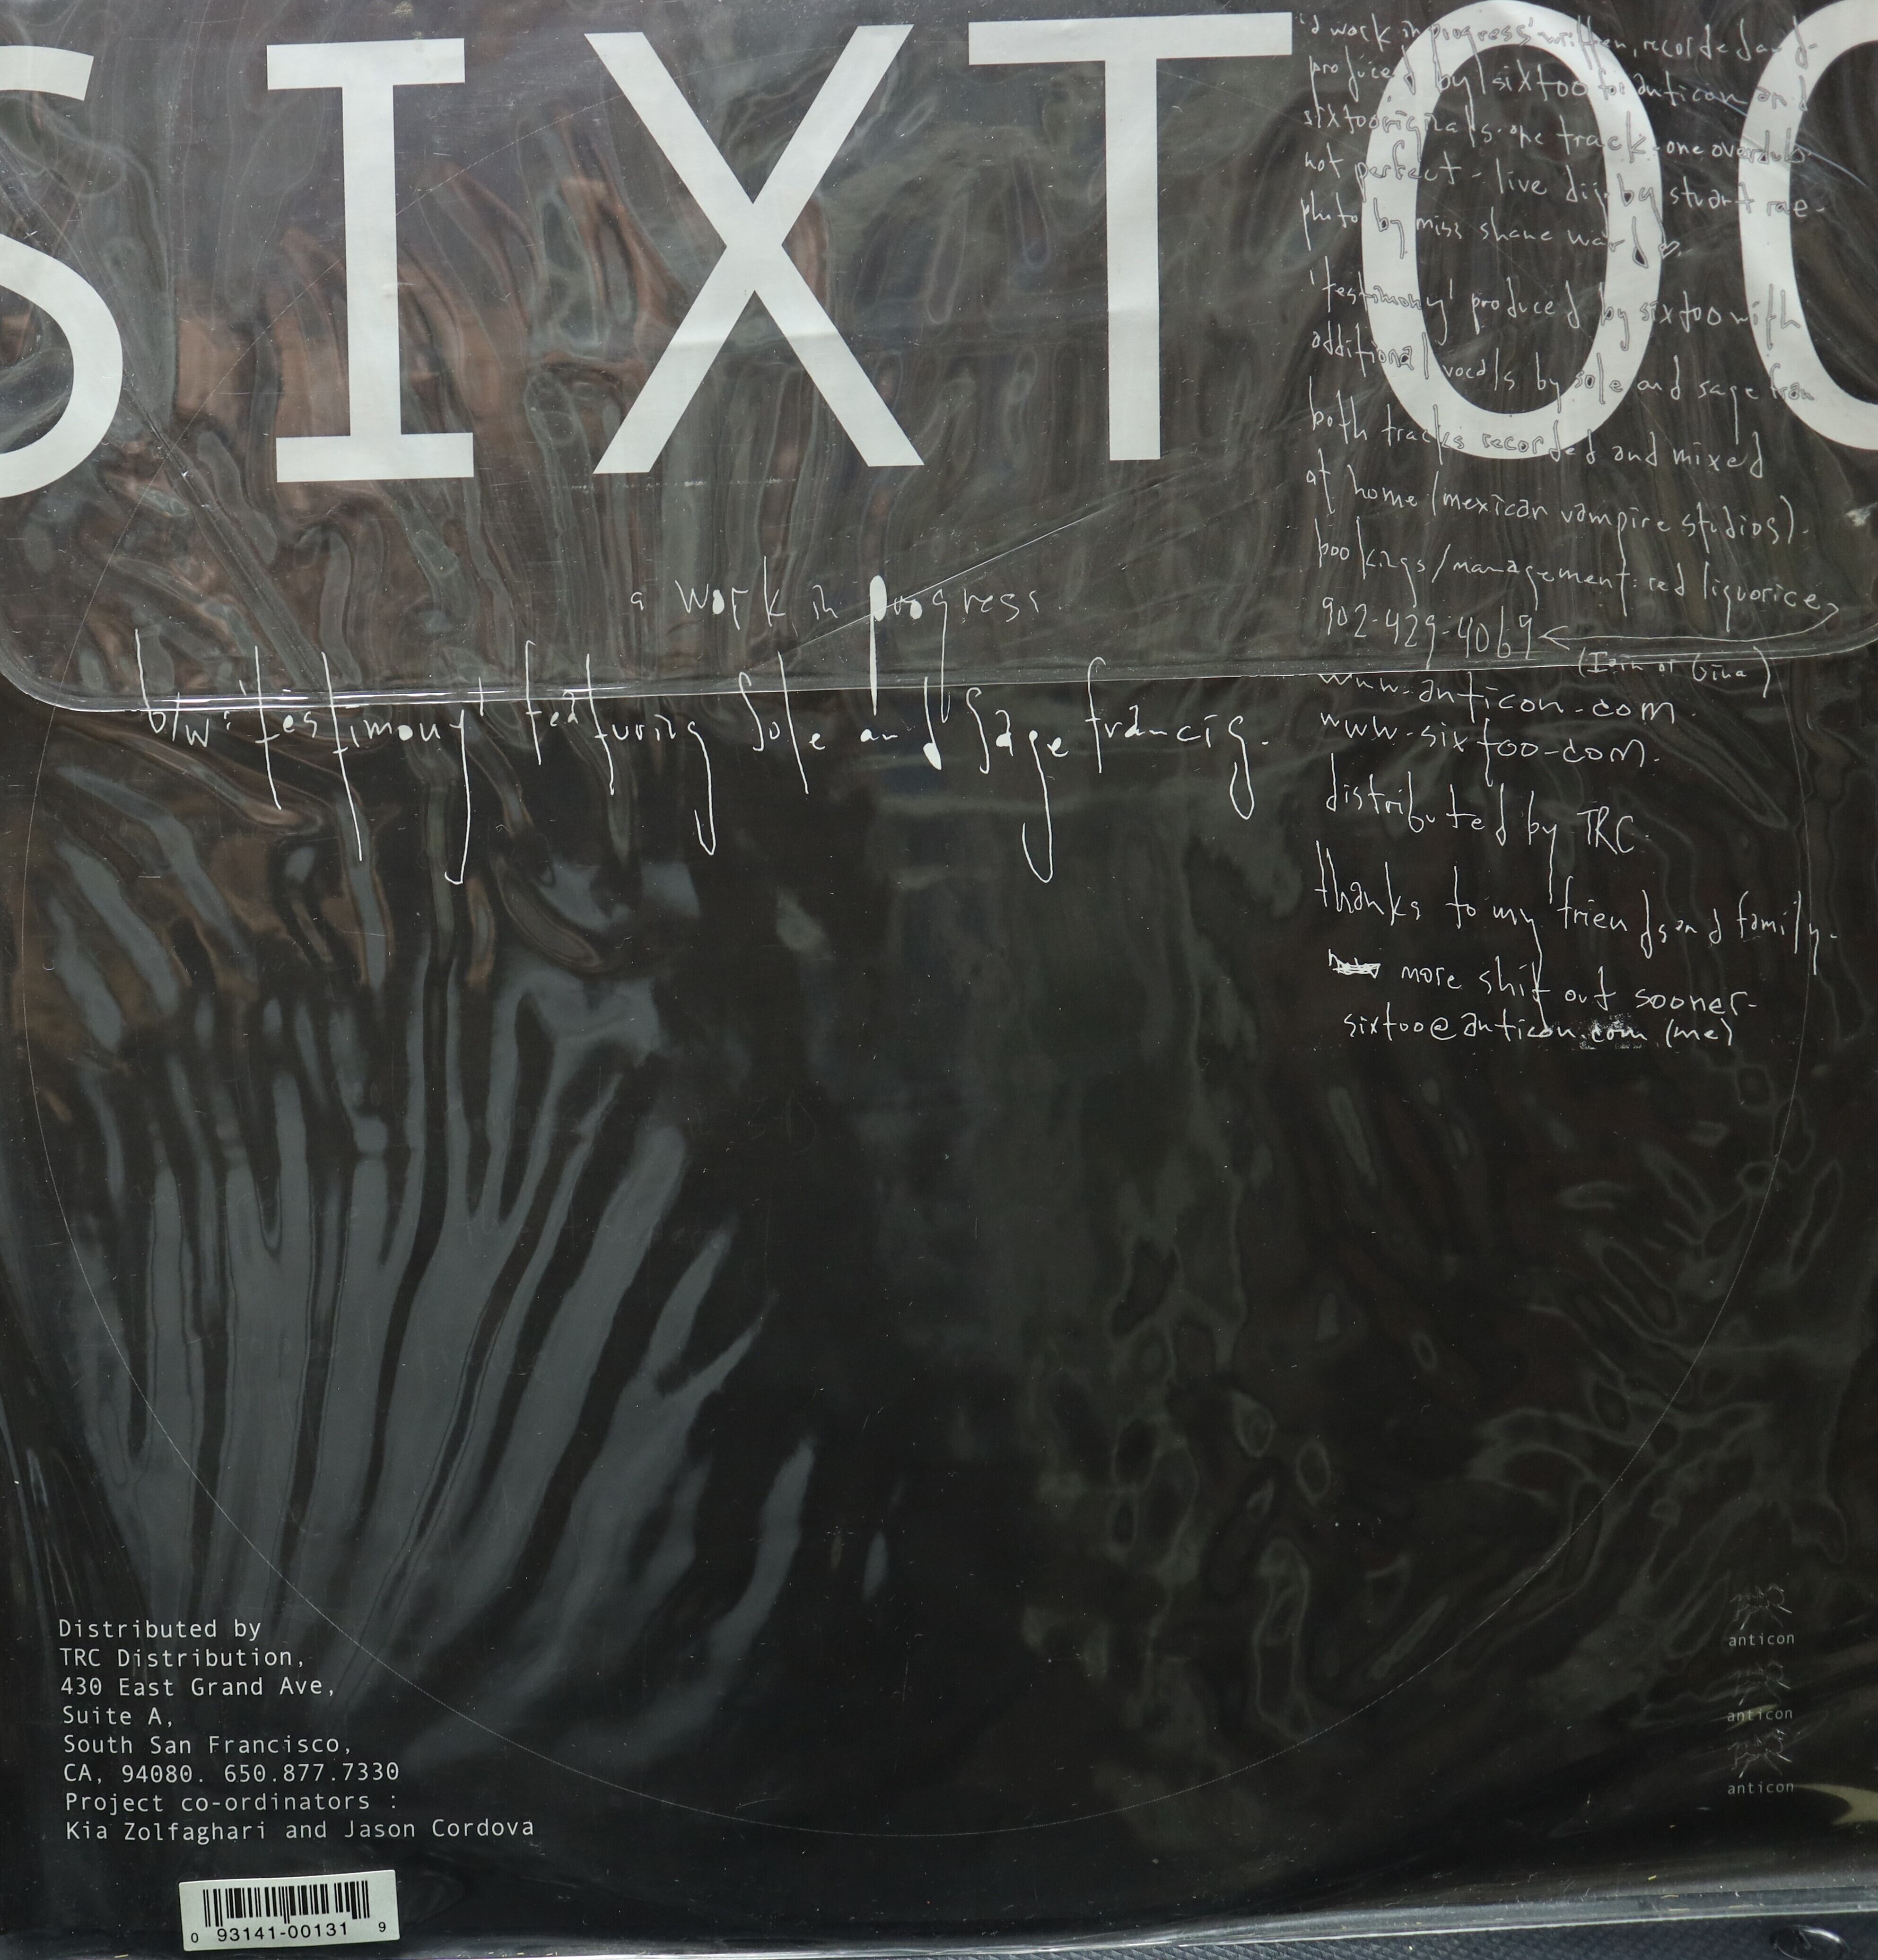 SIXTOO
'a work in progress' written, recorded and
produced by sixtoo for anticon and
sixtoo originals. one track - one overdub -
not perfect - live dijs by stuart rae -
photo by miss shane ward ♡.
'testimony' produced by sixtoo with
additional vocals by sole and sage fran
both tracks recorded and mixed
at home (mexican vampire studios).
bookings/management: red liquorice
902-429-4069
(Iain or Gina)
www.anticon.com
www.sixtoo.com.
distributed by TRC.
thanks to my friends and family.
more shit out sooner-
sixtoo@anticon.com (me)
a work in progress.
b/w 'testimony' featuring Sole and Sage francis.
Distributed by
TRC Distribution,
430 East Grand Ave,
Suite A,
South San Francisco,
CA, 94080. 650.877.7330
Project co-ordinators :
Kia Zolfaghari and Jason Cordova
anticon
anticon
anticon
0 93141-00131 9